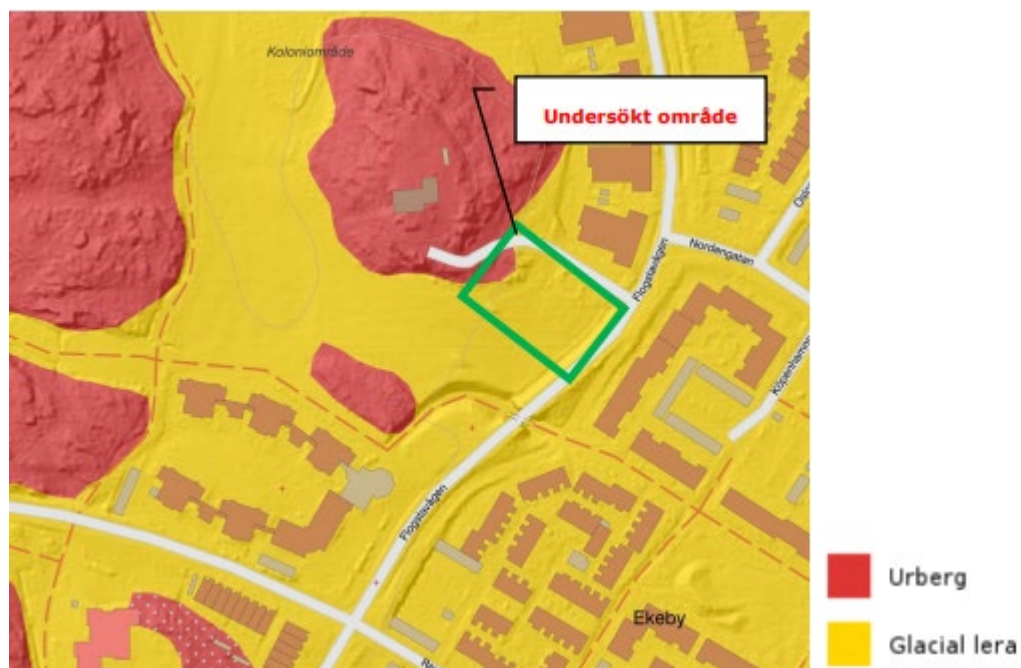 Koloniområde
Undersökt område
Flogstavägen
Nordengatan
Flogstavägen
Ekeby
Urberg
Glacial lera